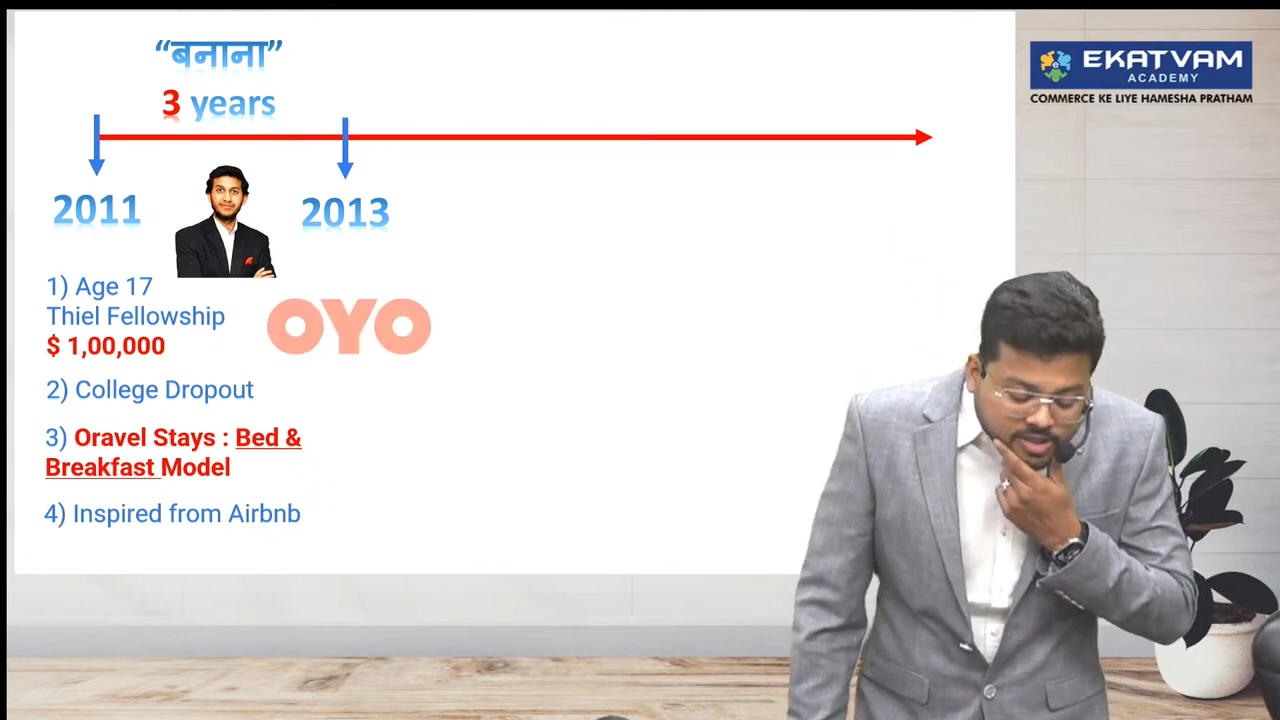 “बनाना”
3 years
2011
2013
1) Age 17
Thiel Fellowship
$ 1,00,000
OYO
2) College Dropout
3) Oravel Stays : Bed &
Breakfast Model
4) Inspired from Airbnb
EKATVAM
ACADEMY
COMMERCE KE LIYE HAMESHA PRATHAM